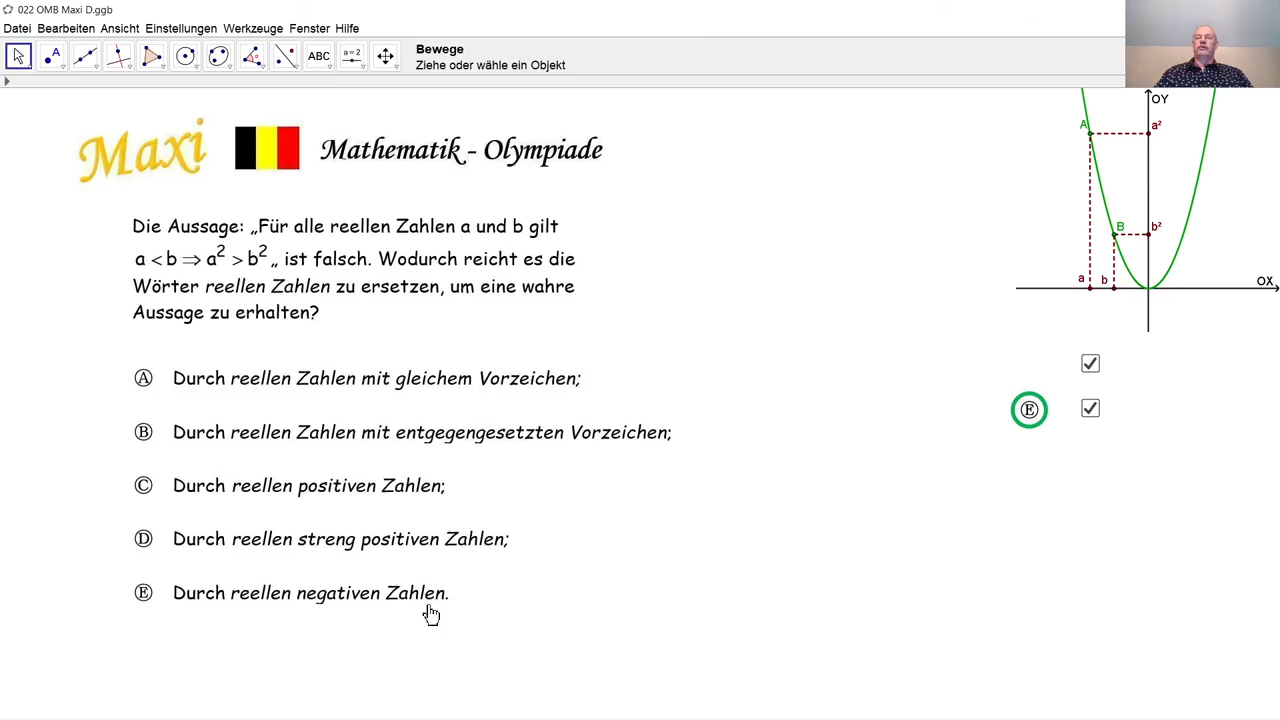 022 OMB Maxi D.ggb
Datei Bearbeiten Ansicht Einstellungen Werkzeuge Fenster Hilfe
A
ABC
a=2
Bewege
Ziehe oder wähle ein Objekt
Maxi
Mathematik - Olympiade
Die Aussage: „Für alle reellen Zahlen a und b gilt
a < b ⇒ a² > b² „ ist falsch. Wodurch reicht es die
Wörter reellen Zahlen zu ersetzen, um eine wahre
Aussage zu erhalten?
Ⓐ Durch reellen Zahlen mit gleichem Vorzeichen;
Ⓑ Durch reellen Zahlen mit entgegengesetzten Vorzeichen;
Ⓒ Durch reellen positiven Zahlen;
Ⓓ Durch reellen streng positiven Zahlen;
Ⓔ Durch reellen negativen Zahlen.
OY
A a²
B b²
a b OX
Ⓔ